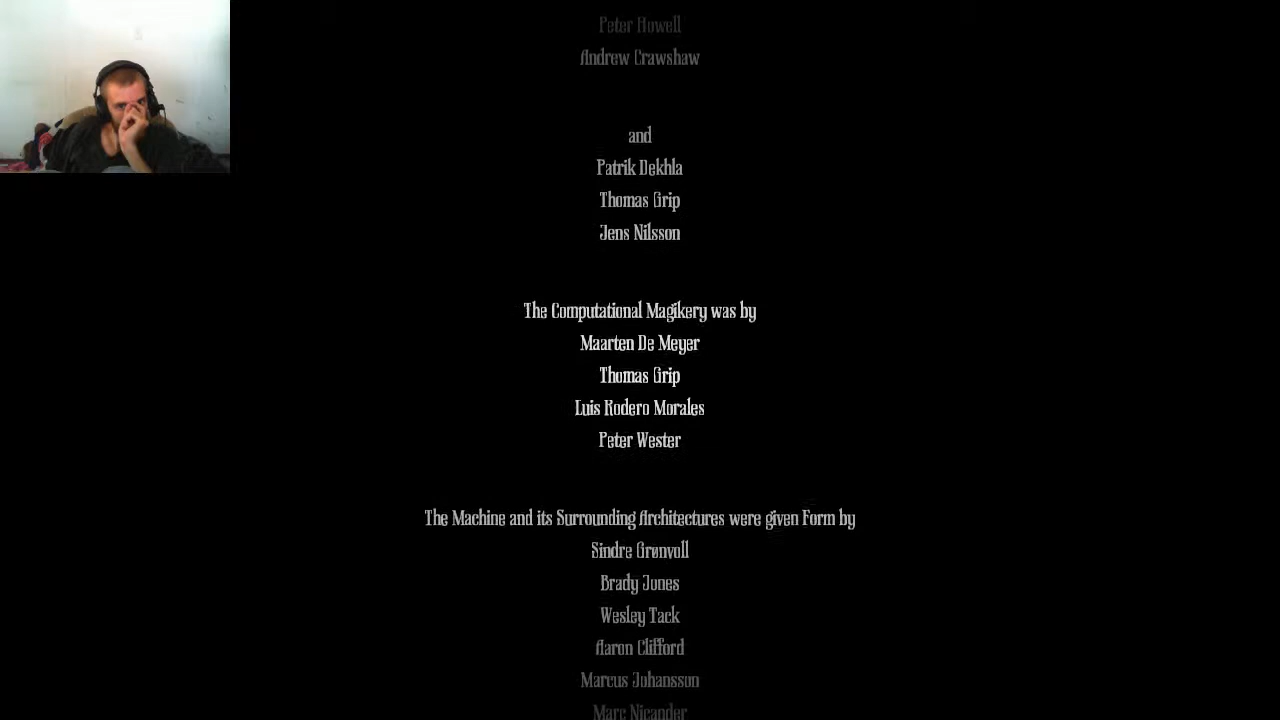 Peter Howell
Andrew Crawshaw
and
Patrik Dekhla
Thomas Grip
Jens Nilsson
The Computational Magikery was by
Maarten De Meyer
Thomas Grip
Luis Rodero Morales
Peter Wester
The Machine and its Surrounding Architectures were given Form by
Sindre Grønvoll
Brady Jones
Wesley Tack
Aaron Clifford
Marcus Johansson
Marc Nicander